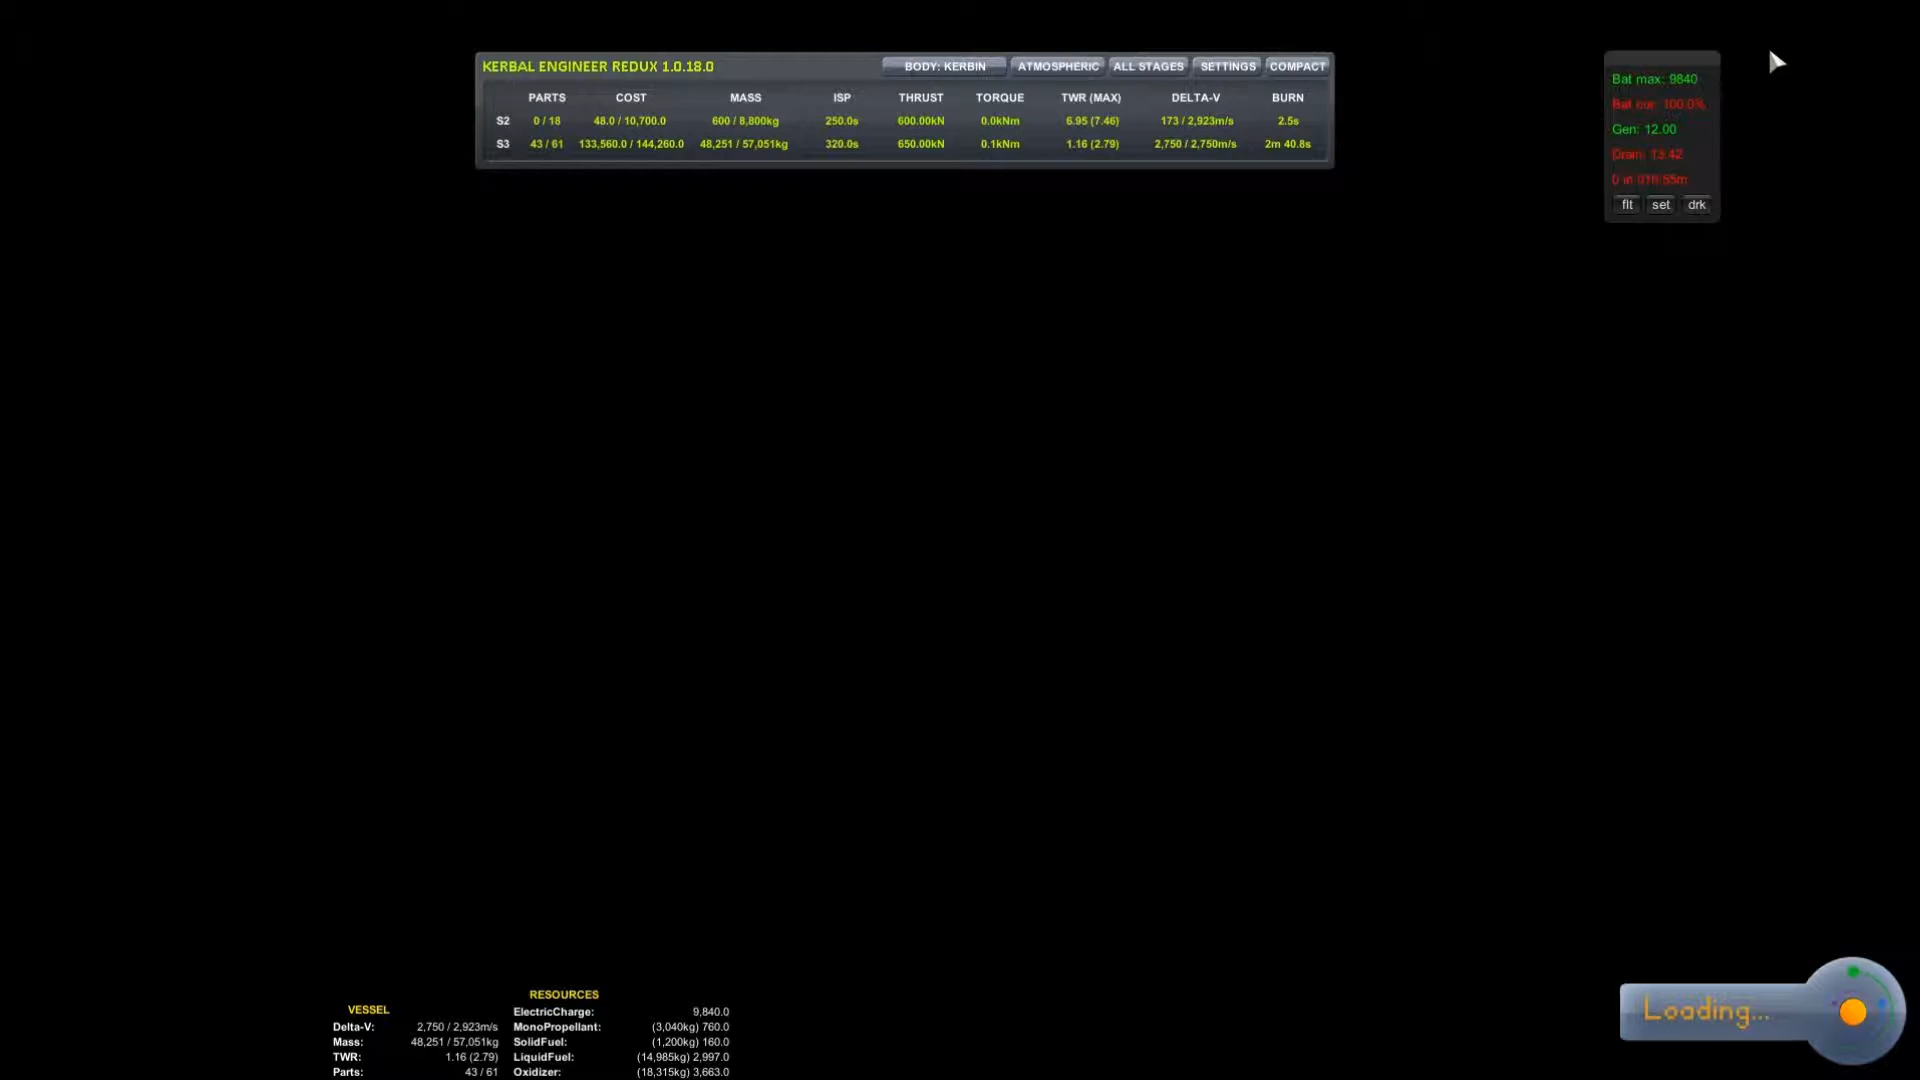 KERBAL ENGINEER REDUX 1.0.18.0 BODY: KERBIN ATMOSPHERIC ALL STAGES SETTINGS COMPACT
PARTS COST MASS ISP THRUST TORQUE TWR (MAX) DELTA-V BURN
S2 0 / 18 48.0 / 10,700.0 600 / 8,800kg 250.0s 600.00kN 0.0kNm 6.95 (7.46) 173 / 2,923m/s 2.5s
S3 43 / 61 133,560.0 / 144,260.0 48,251 / 57,051kg 320.0s 650.00kN 0.1kNm 1.16 (2.79) 2,750 / 2,750m/s 2m 40.8s
Bat max: 9840
Bat cur: 100.0%
Gen: 12.00
Drain: 13.42
0 in
flt set drk
VESSEL
Delta-V: 2,750 / 2,923m/s
Mass: 48,251 / 57,051kg
TWR: 1.16 (2.79)
Parts: 43 / 61
RESOURCES
ElectricCharge: 9,840.0
MonoPropellant: (3,040kg) 760.0
SolidFuel: (1,200kg) 160.0
LiquidFuel: (14,985kg) 2,997.0
Oxidizer: (18,315kg) 3,663.0
Loading...